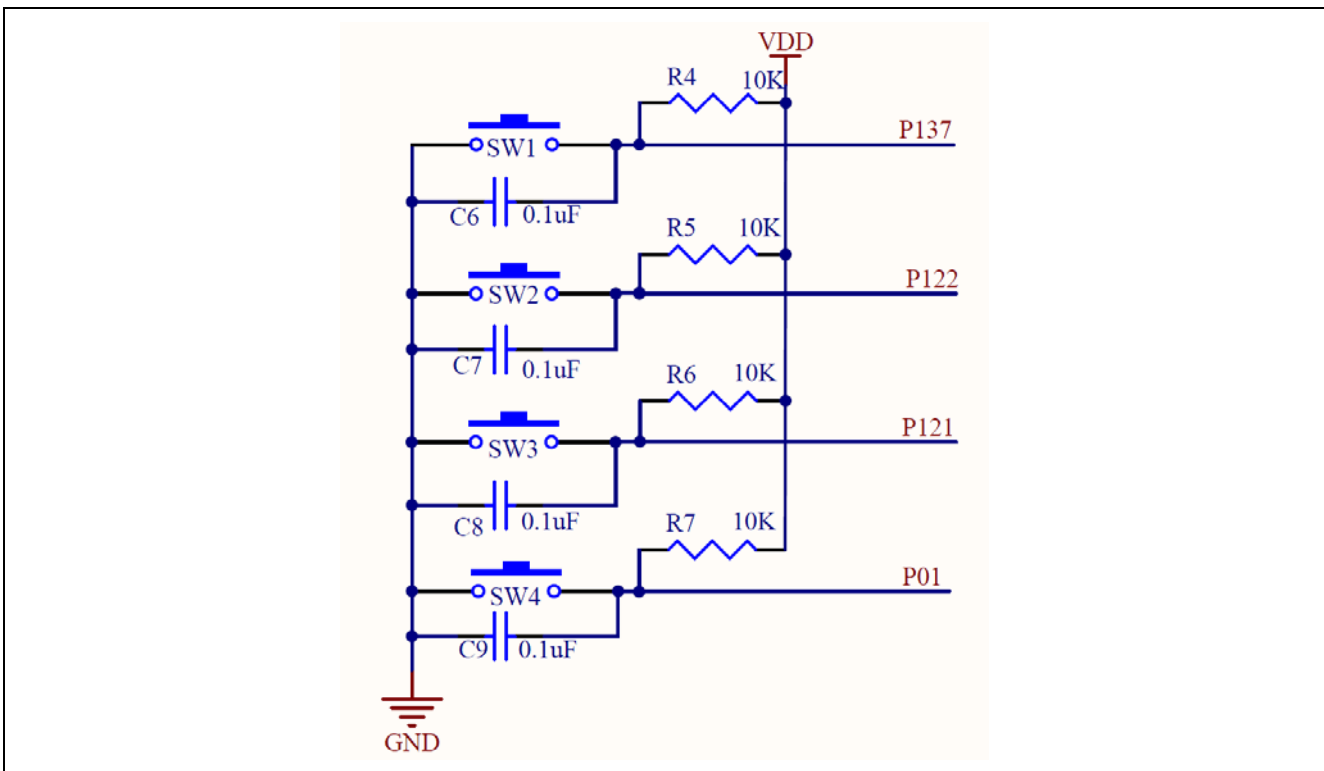 VDD
R4 10K
P137
SW1
C6 0.1uF
R5 10K
P122
SW2
C7 0.1uF
R6 10K
P121
SW3
C8 0.1uF
R7 10K
P01
SW4
C9 0.1uF
GND